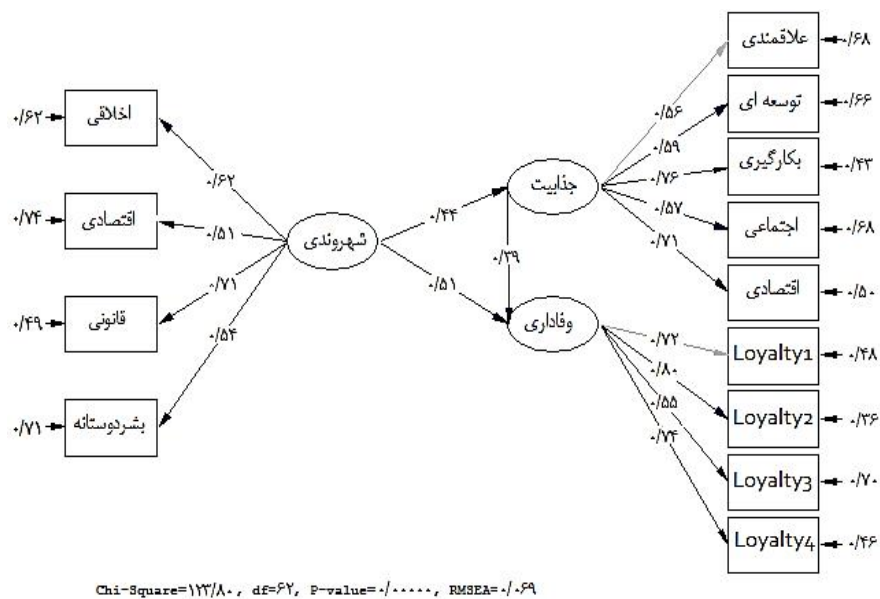 علاقمندی
۰/۶۸
۰/۵۶
توسعه ای
۰/۶۶
اخلاقی
۰/۶۲
۰/۵۹
بکارگیری
۰/۴۳
۰/۶۲
جذابیت
۰/۷۶
اقتصادی
۰/۷۴
۰/۵۱
شهروندی
۰/۴۴
۰/۵۷
اجتماعی
۰/۶۸
۰/۳۹
۰/۷۱
۰/۷۱
۰/۵۱
اقتصادی
۰/۵۰
قانونی
۰/۴۹
۰/۵۴
وفاداری
۰/۷۲
Loyalty1
۰/۴۸
۰/۸۰
۰/۵۵
۰/۷۴
بشردوستانه
۰/۷۱
Loyalty2
۰/۳۶
Loyalty3
۰/۷۰
Loyalty4
۰/۴۶
Chi-Square=۱۲۳/۸۰, df=۶۲, P-value=۰/۰۰۰۰۰, RMSEA=۰/۰۶۹